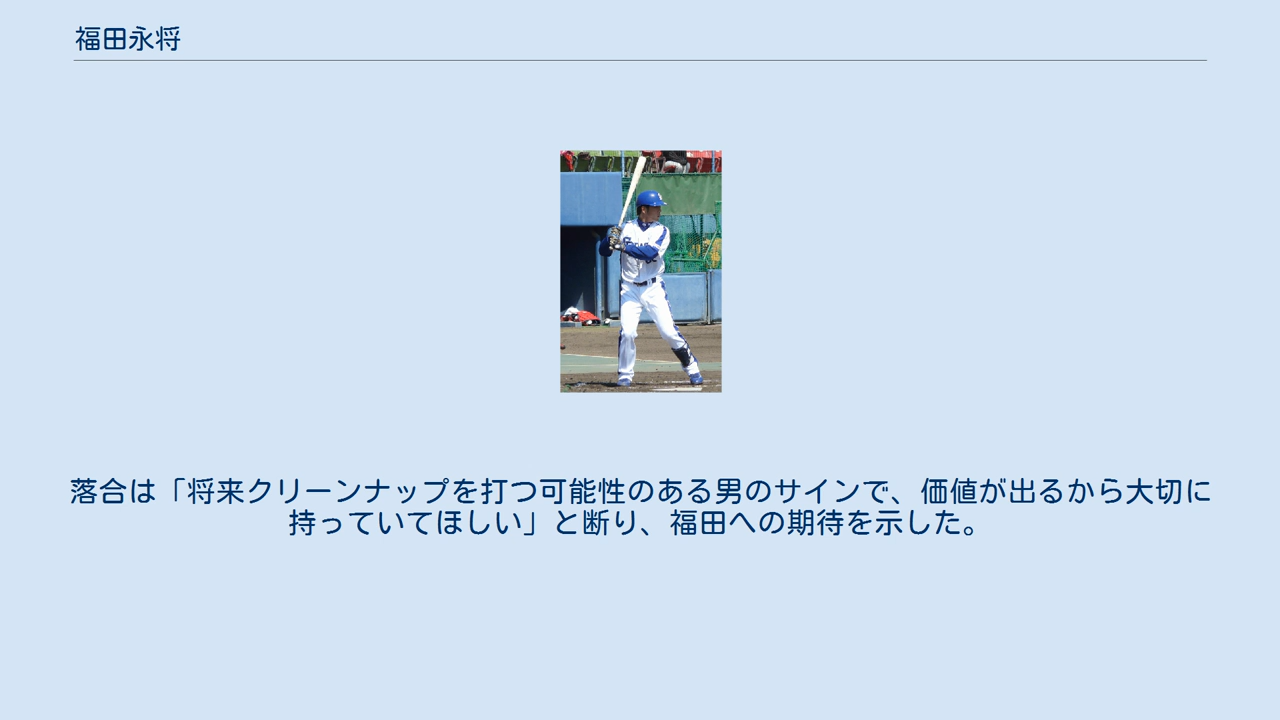 福田永将
落合は「将来クリーンナップを打つ可能性のある男のサインで、価値が出るから大切に
持っていてほしい」と断り、福田への期待を示した。